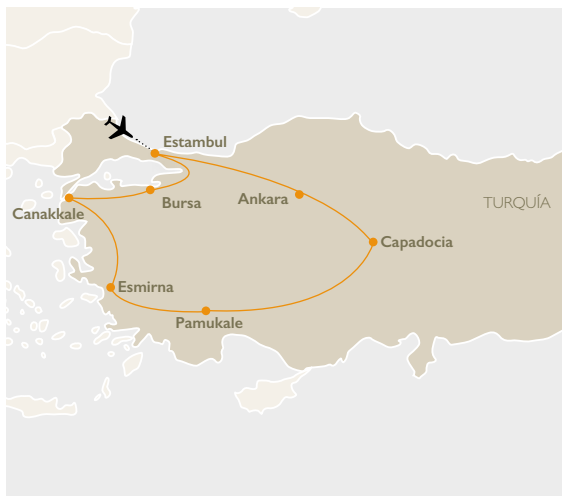 Estambul
Bursa
Ankara
TURQUÍA
Canakkale
Capadocia
Esmirna
Pamukale